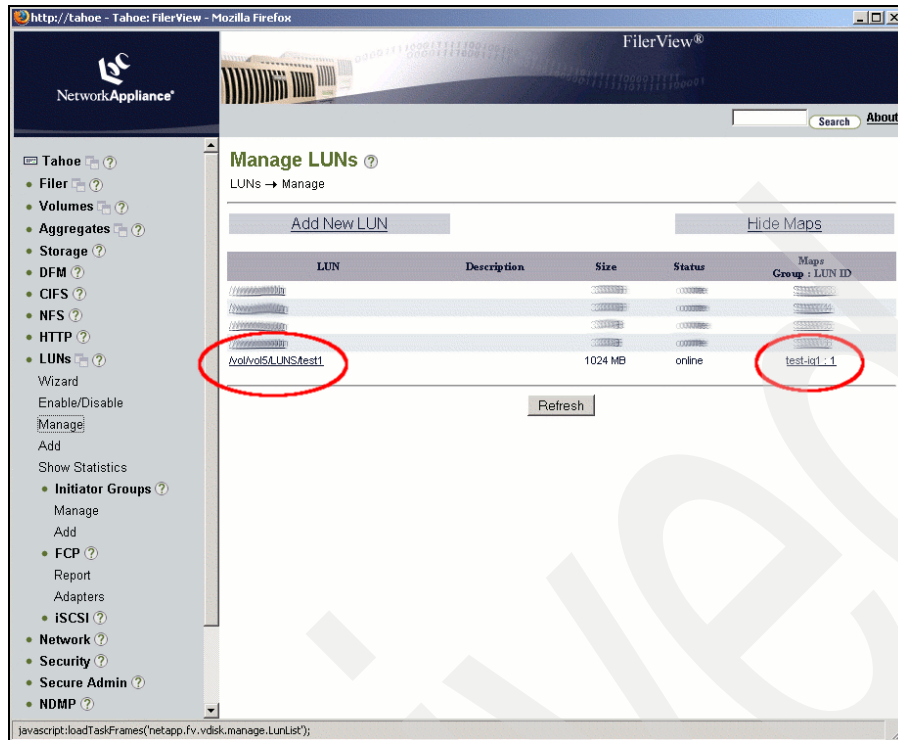 http://tahoe - Tahoe: FilerView - Mozilla Firefox
NetworkAppliance®
FilerView®
Search About
Tahoe
Filer
Volumes
Aggregates
Storage
DFM
CIFS
NFS
HTTP
LUNs
Wizard
Enable/Disable
Manage
Add
Show Statistics
Initiator Groups
Manage
Add
FCP
Report
Adapters
iSCSI
Network
Security
Secure Admin
NDMP
Manage LUNs
LUNs → Manage
Add New LUN Hide Maps
LUN Description Size Status Maps Group : LUN ID
/vol/vol5/LUNS/test1 1024 MB online test-ig1 : 1
Refresh
javascript:loadTaskFrames('netapp.fv.vdisk.manage.LunList');